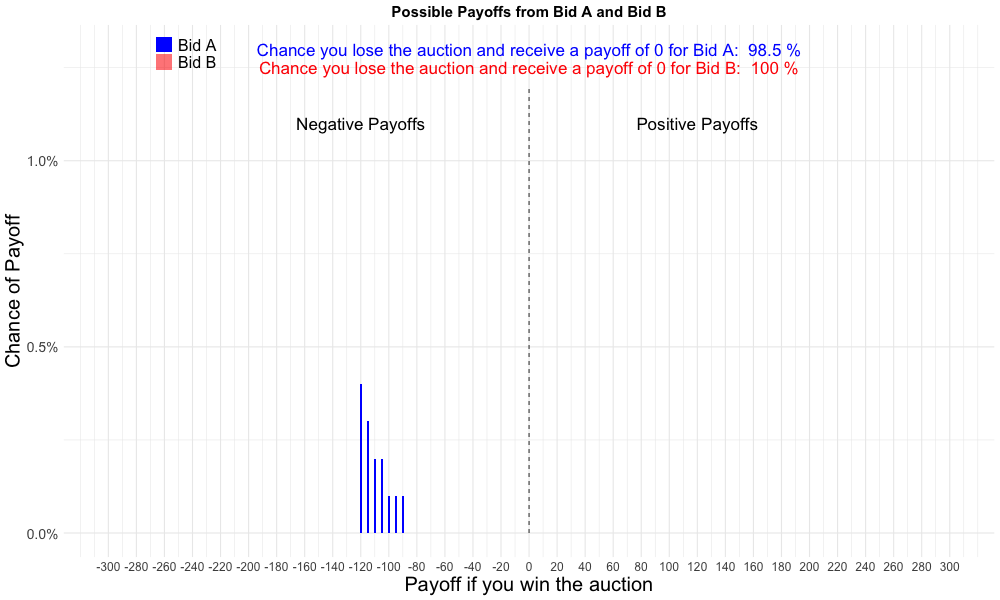 Possible Payoffs from Bid A and Bid B
Bid A
Bid B
Chance you lose the auction and receive a payoff of 0 for Bid A: 98.5 %
Chance you lose the auction and receive a payoff of 0 for Bid B: 100 %
Negative Payoffs
Positive Payoffs
Chance of Payoff
1.0%
0.5%
0.0%
-300 -280 -260 -240 -220 -200 -180 -160 -140 -120 -100 -80 -60 -40 -20 0 20 40 60 80 100 120 140 160 180 200 220 240 260 280 300
Payoff if you win the auction